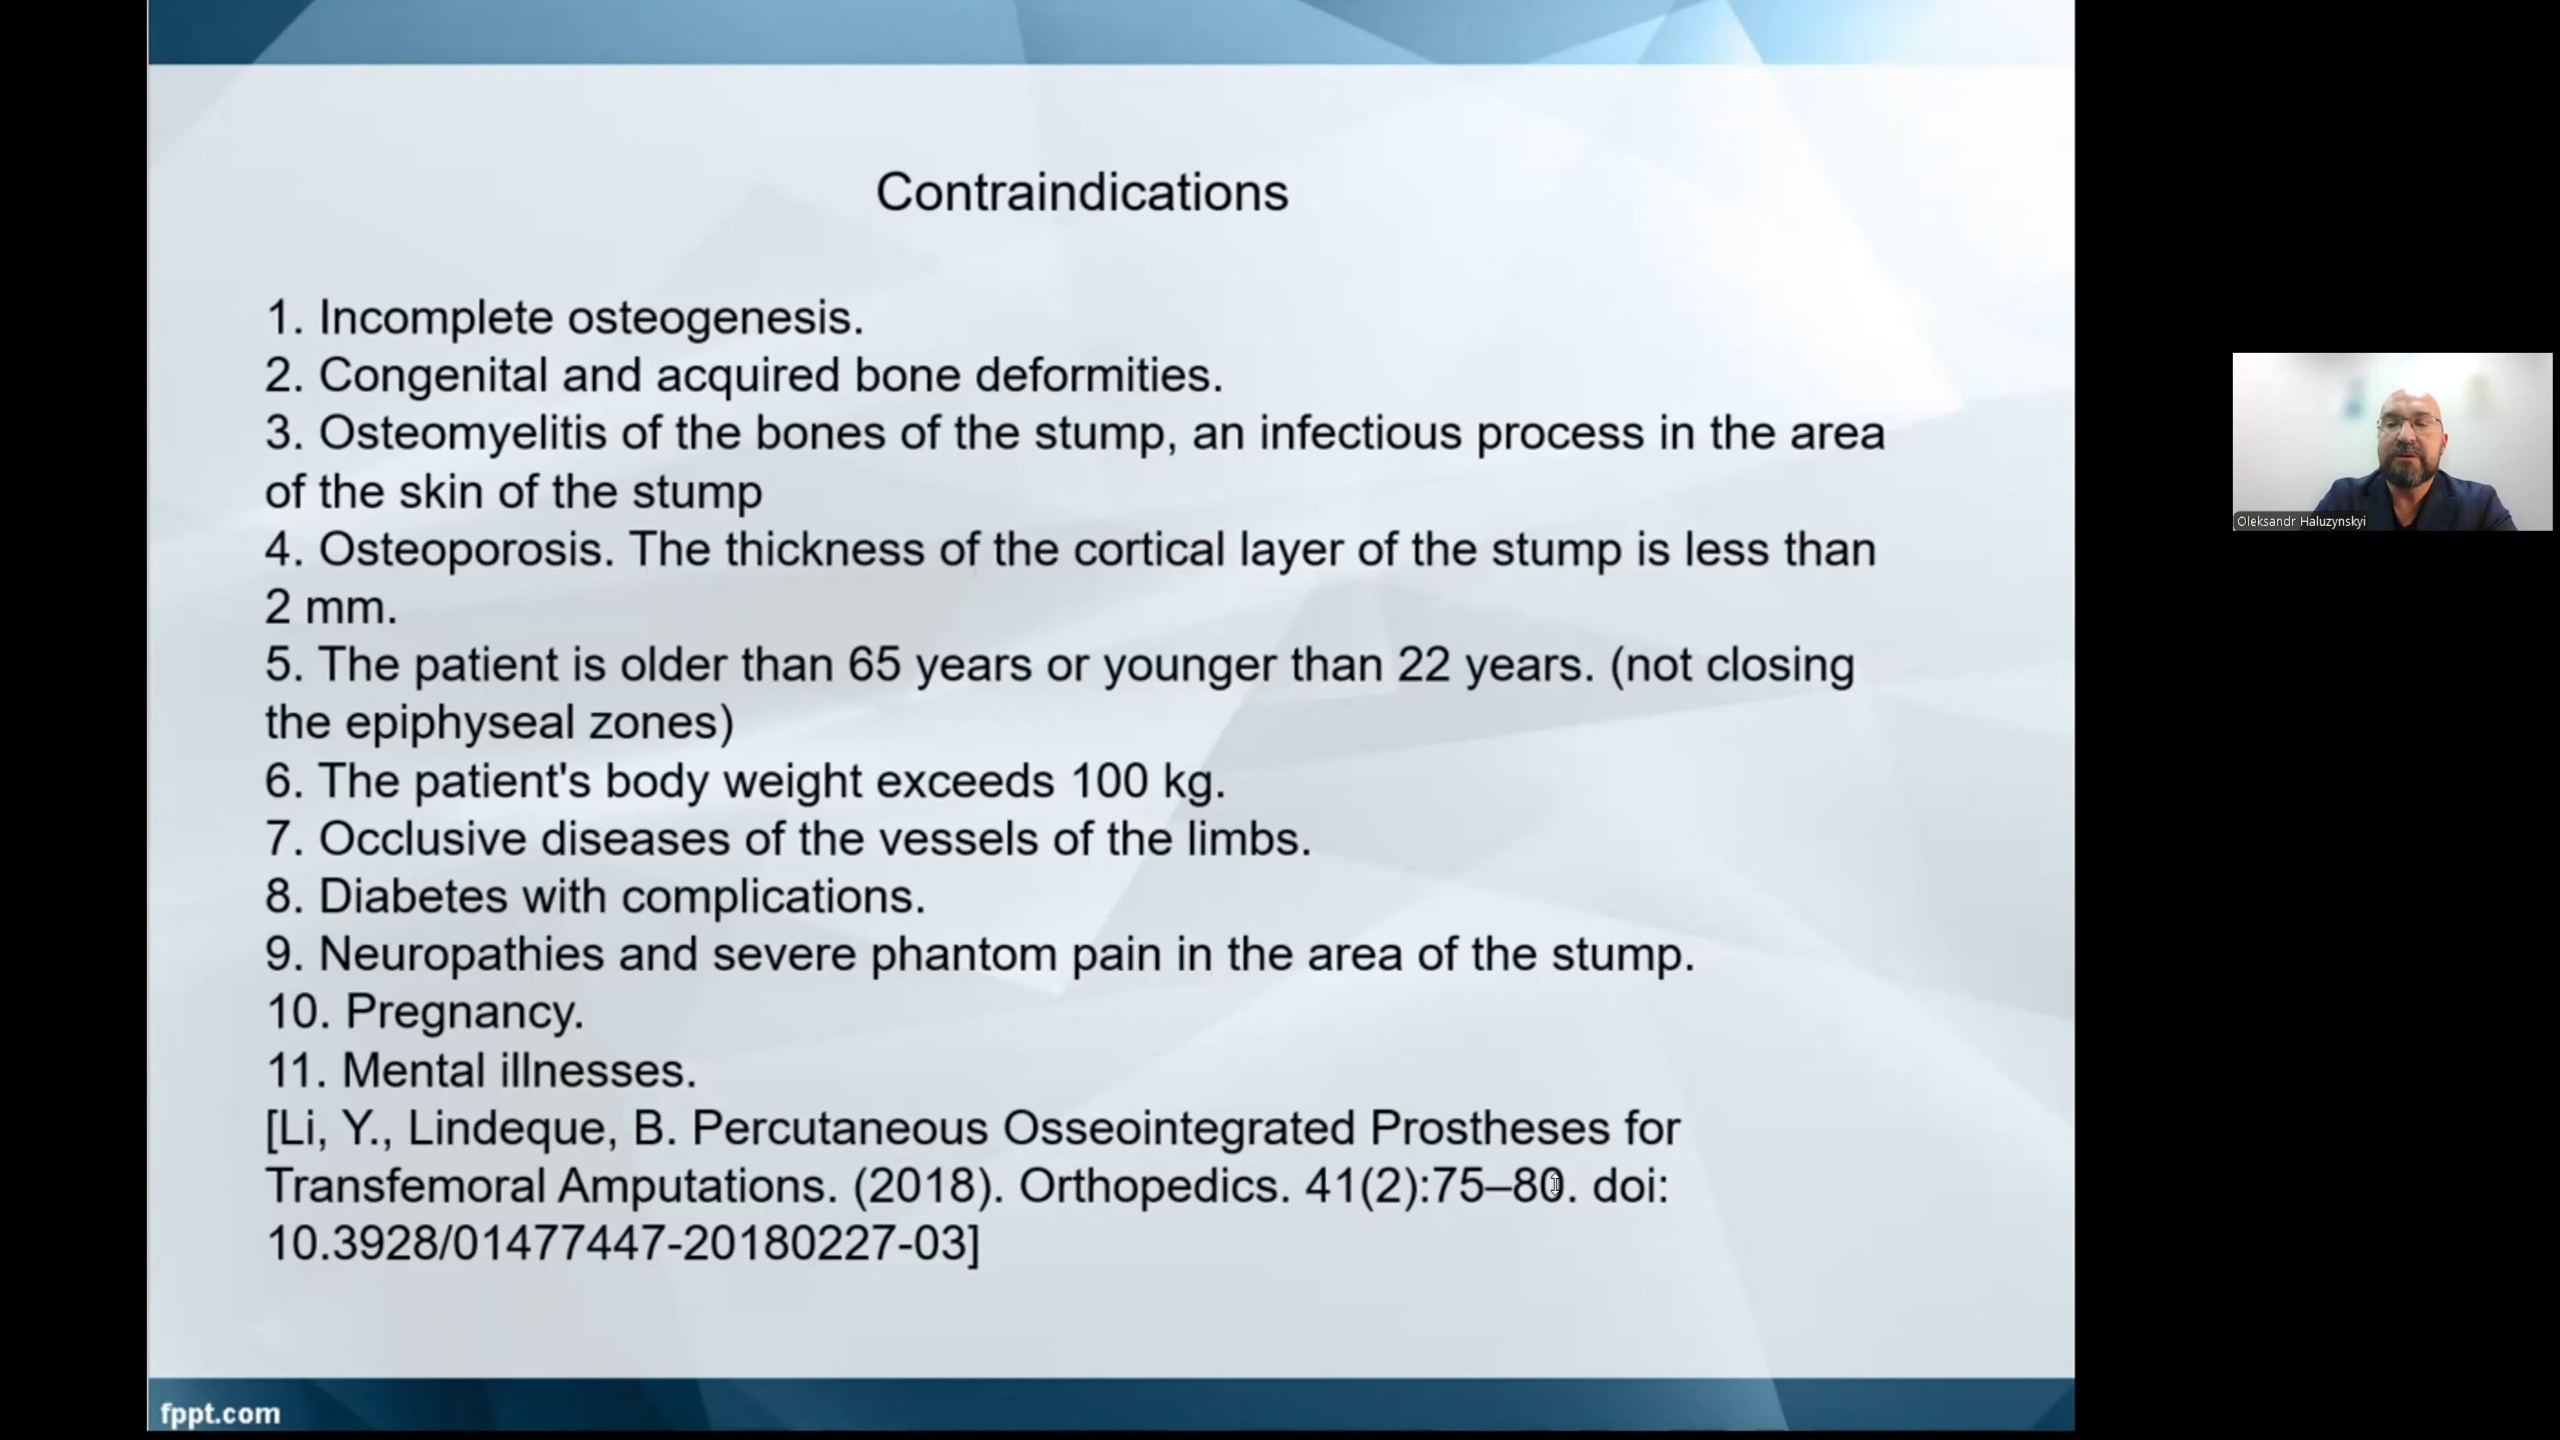 Contraindications
1. Incomplete osteogenesis.
2. Congenital and acquired bone deformities.
3. Osteomyelitis of the bones of the stump, an infectious process in the area
of the skin of the stump
4. Osteoporosis. The thickness of the cortical layer of the stump is less than
2 mm.
5. The patient is older than 65 years or younger than 22 years. (not closing
the epiphyseal zones)
6. The patient's body weight exceeds 100 kg.
7. Occlusive diseases of the vessels of the limbs.
8. Diabetes with complications.
9. Neuropathies and severe phantom pain in the area of the stump.
10. Pregnancy.
11. Mental illnesses.
[Li, Y., Lindeque, B. Percutaneous Osseointegrated Prostheses for
Transfemoral Amputations. (2018). Orthopedics. 41(2):75–80. doi:
10.3928/01477447-20180227-03]
fppt.com
Oleksandr Haluzynskyi